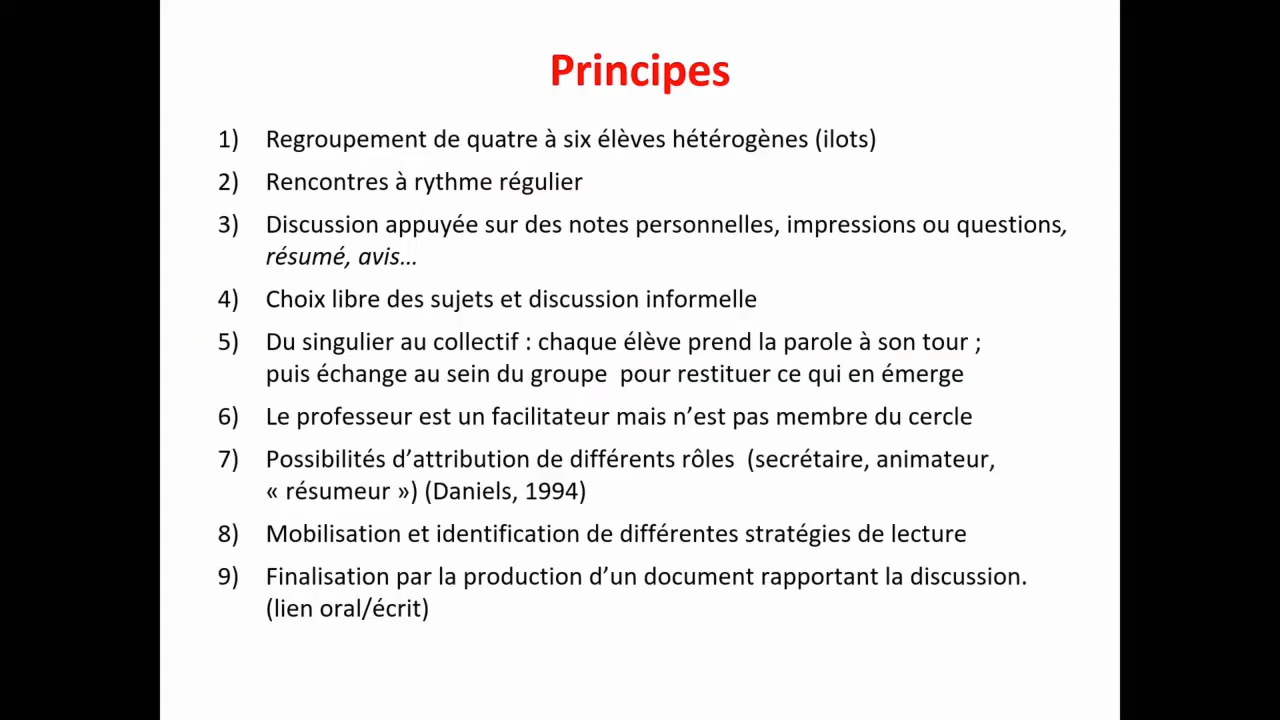 Principes
1) Regroupement de quatre à six élèves hétérogènes (ilots)
2) Rencontres à rythme régulier
3) Discussion appuyée sur des notes personnelles, impressions ou questions,
résumé, avis…
4) Choix libre des sujets et discussion informelle
5) Du singulier au collectif : chaque élève prend la parole à son tour ;
puis échange au sein du groupe  pour restituer ce qui en émerge
6) Le professeur est un facilitateur mais n’est pas membre du cercle
7) Possibilités d’attribution de différents rôles  (secrétaire, animateur,
« résumeur ») (Daniels, 1994)
8) Mobilisation et identification de différentes stratégies de lecture
9) Finalisation par la production d’un document rapportant la discussion.
(lien oral/écrit)